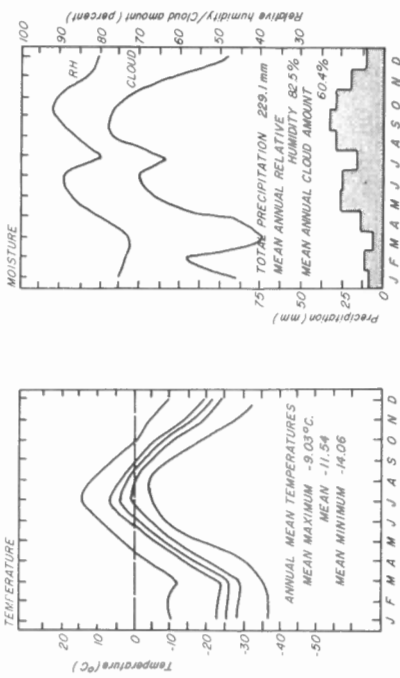 TEMPERATURE
Temperature (°C)
20
10
0
-10
-20
-30
-40
-50
ANNUAL MEAN TEMPERATURES
MEAN MAXIMUM -9.03°C.
MEAN -11.54
MEAN MINIMUM -14.06
J F M A M J J A S O N D
MOISTURE
100
90
80
70
60
50
40
30
Relative humidity/Cloud amount (percent)
RH
CLOUD
TOTAL PRECIPITATION 229.1mm
MEAN ANNUAL RELATIVE
HUMIDITY 82.5%
MEAN ANNUAL CLOUD AMOUNT
60.4%
75
50
25
0
Precipitation (mm)
J F M A M J J A S O N D